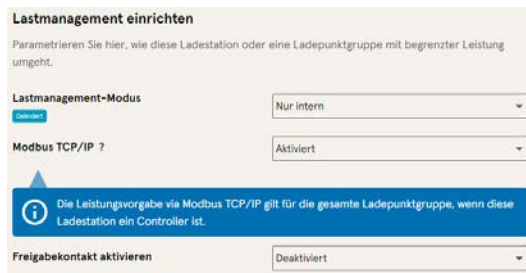 Lastmanagement einrichten
Parametrieren Sie hier, wie diese Ladestation oder eine Ladepunktgruppe mit begrenzter Leistung
umgeht.
Lastmanagement-Modus
Nur intern
Geändert
Modbus TCP/IP ?
Aktiviert
Die Leistungsvorgabe via Modbus TCP/IP gilt für die gesamte Ladepunktgruppe, wenn diese
Ladestation ein Controller ist.
Freigabekontakt aktivieren
Deaktiviert